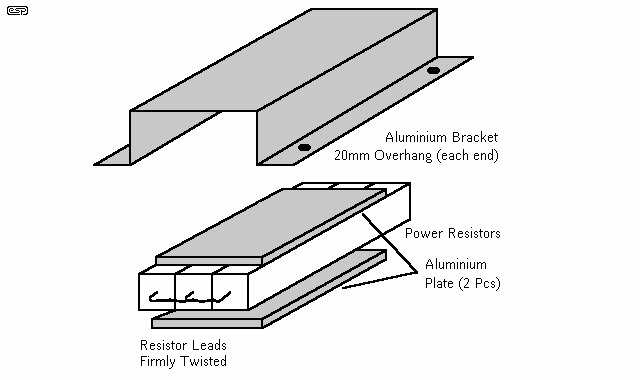 esp
Aluminium Bracket
20mm Overhang (each end)
Power Resistors
Aluminium
Plate (2 Pcs)
Resistor Leads
Firmly Twisted